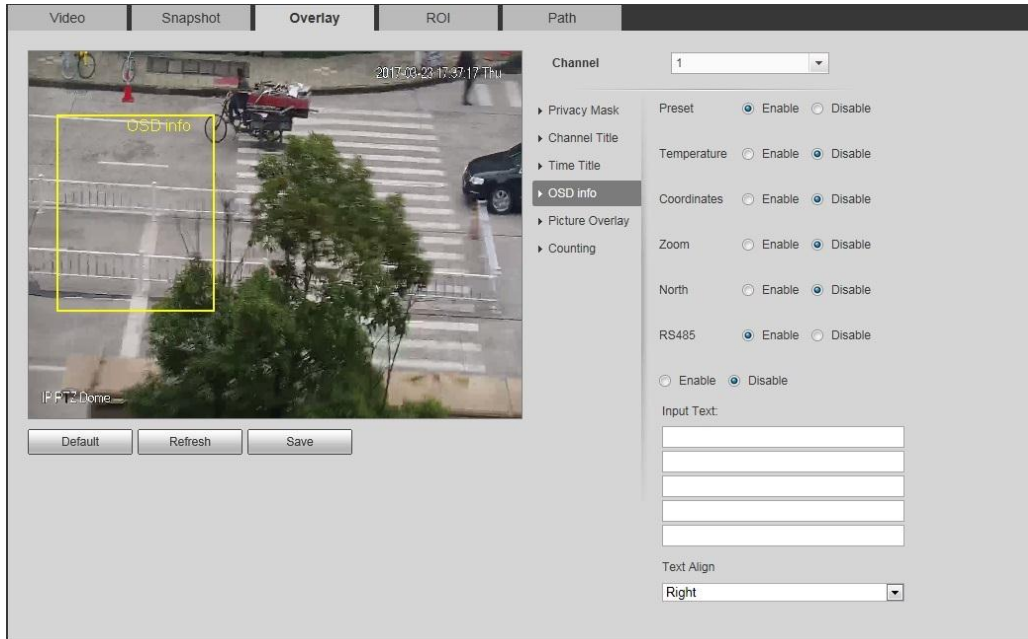 Video Snapshot Overlay ROI Path
2017-03-23 17:37:17 Thu
OSD info
IP PTZ Dome
Default Refresh Save
Channel 1
Privacy Mask
Channel Title
Time Title
OSD info
Picture Overlay
Counting
Preset Enable Disable
Temperature Enable Disable
Coordinates Enable Disable
Zoom Enable Disable
North Enable Disable
RS485 Enable Disable
Enable Disable
Input Text:
Text Align
Right